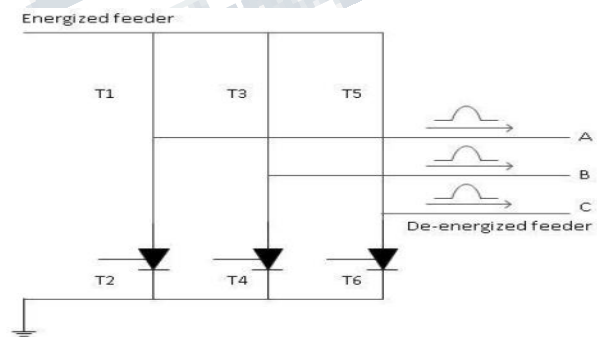 Energized feeder
T1 T3 T5
A
B
C
De-energized feeder
T2 T4 T6